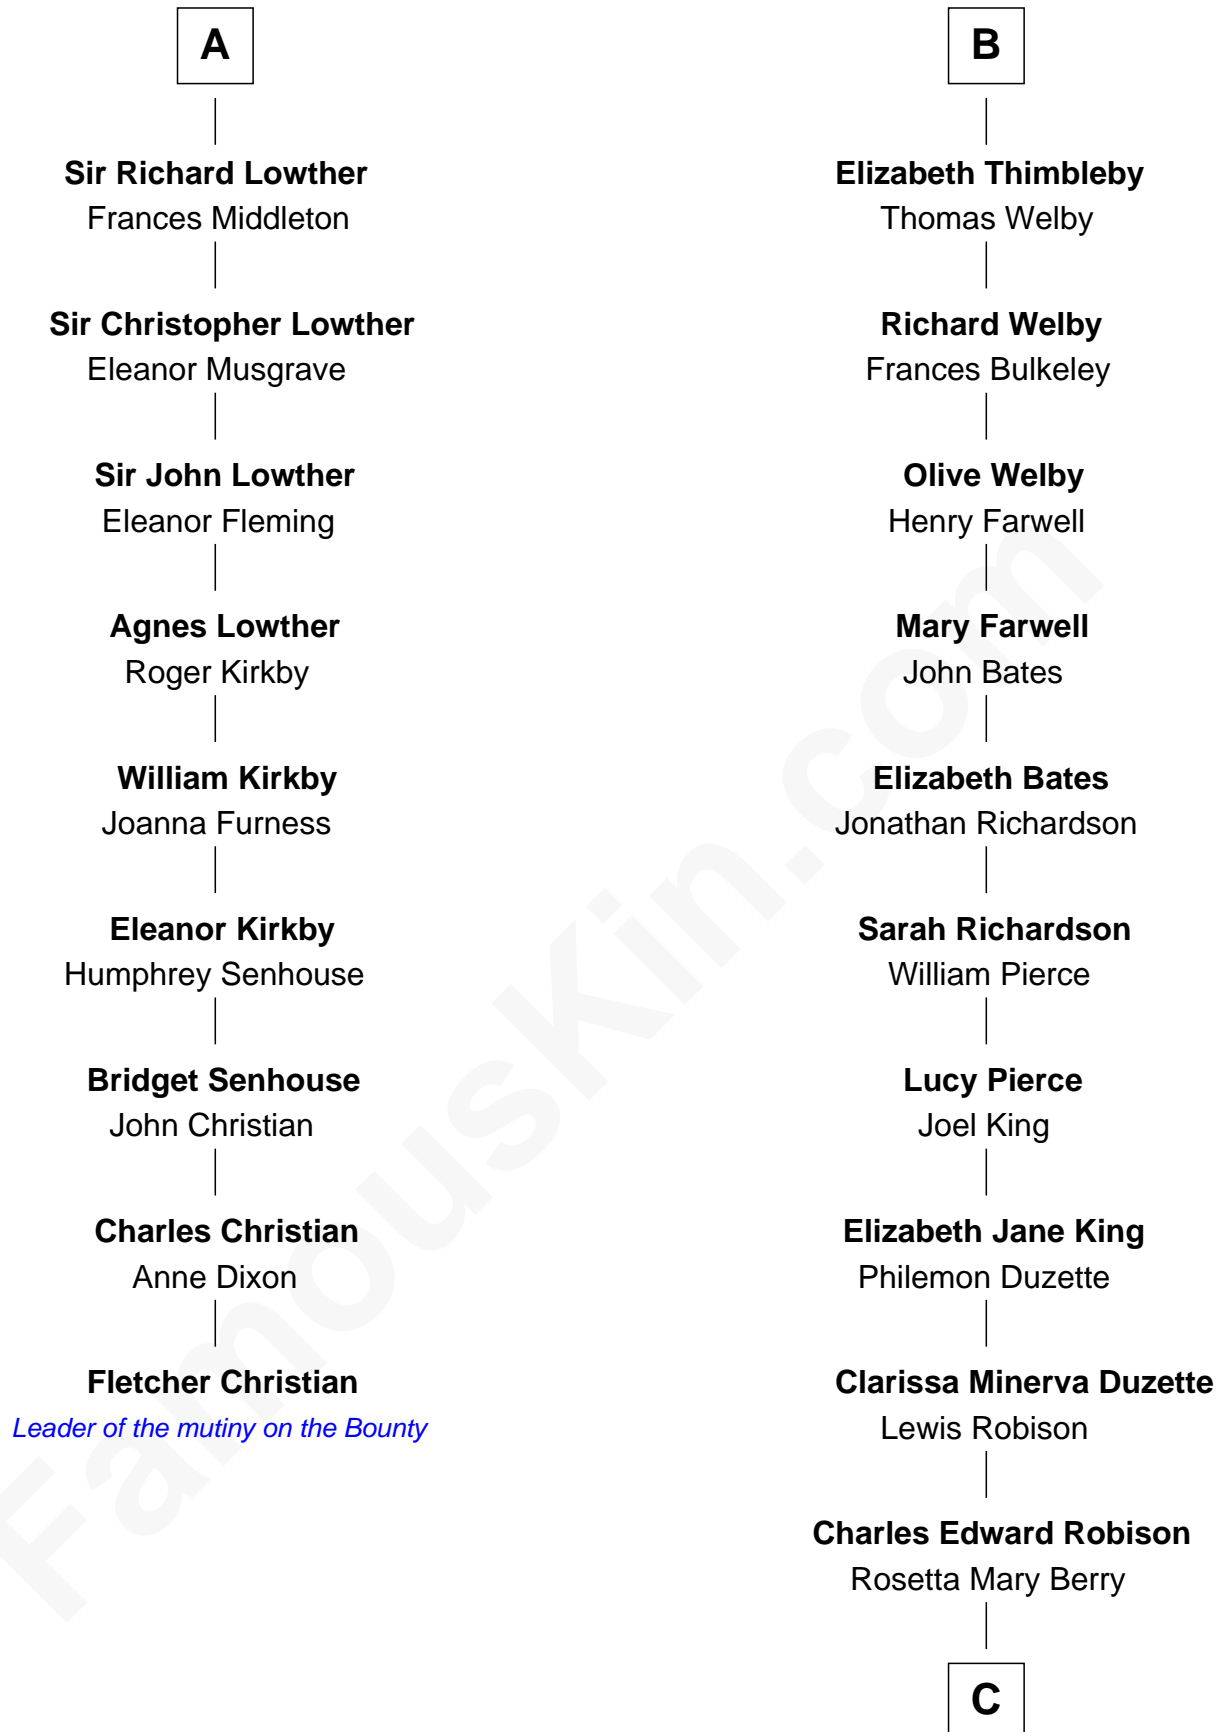 A
Sir Richard Lowther
Frances Middleton
Sir Christopher Lowther
Eleanor Musgrave
Sir John Lowther
Eleanor Fleming
Agnes Lowther
Roger Kirkby
William Kirkby
Joanna Furness
Eleanor Kirkby
Humphrey Senhouse
Bridget Senhouse
John Christian
Charles Christian
Anne Dixon
Fletcher Christian
Leader of the mutiny on the Bounty
B
Elizabeth Thimbleby
Thomas Welby
Richard Welby
Frances Bulkeley
Olive Welby
Henry Farwell
Mary Farwell
John Bates
Elizabeth Bates
Jonathan Richardson
Sarah Richardson
William Pierce
Lucy Pierce
Joel King
Elizabeth Jane King
Philemon Duzette
Clarissa Minerva Duzette
Lewis Robison
Charles Edward Robison
Rosetta Mary Berry
C
FamousKin.com